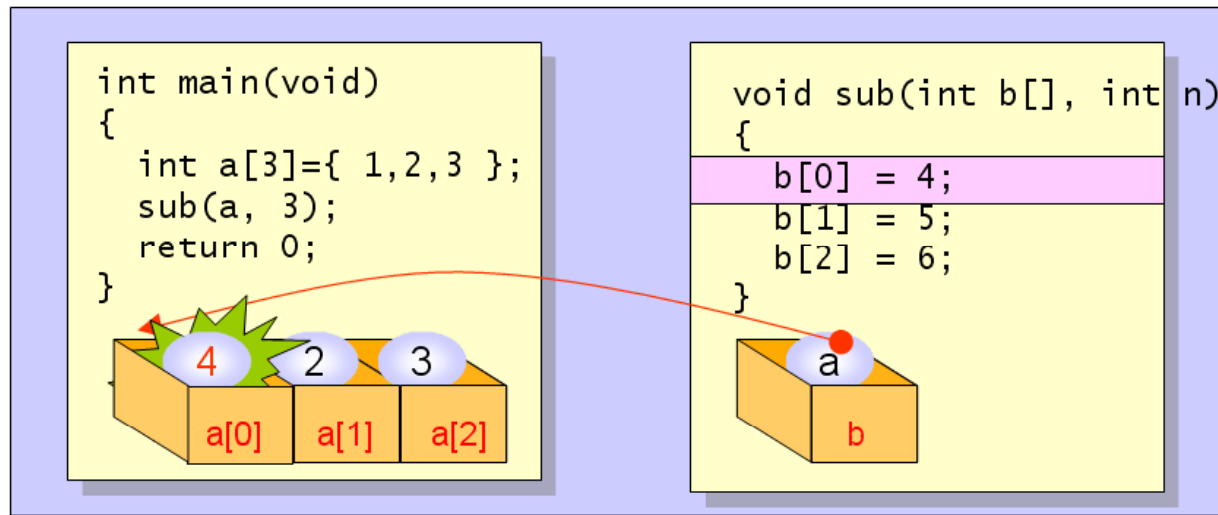 int main(void)
{
int a[3]={ 1,2,3 };
sub(a, 3);
return 0;
}
4 2 3
a[0] a[1] a[2]
void sub(int b[], int n)
{
b[0] = 4;
b[1] = 5;
b[2] = 6;
}
a
b